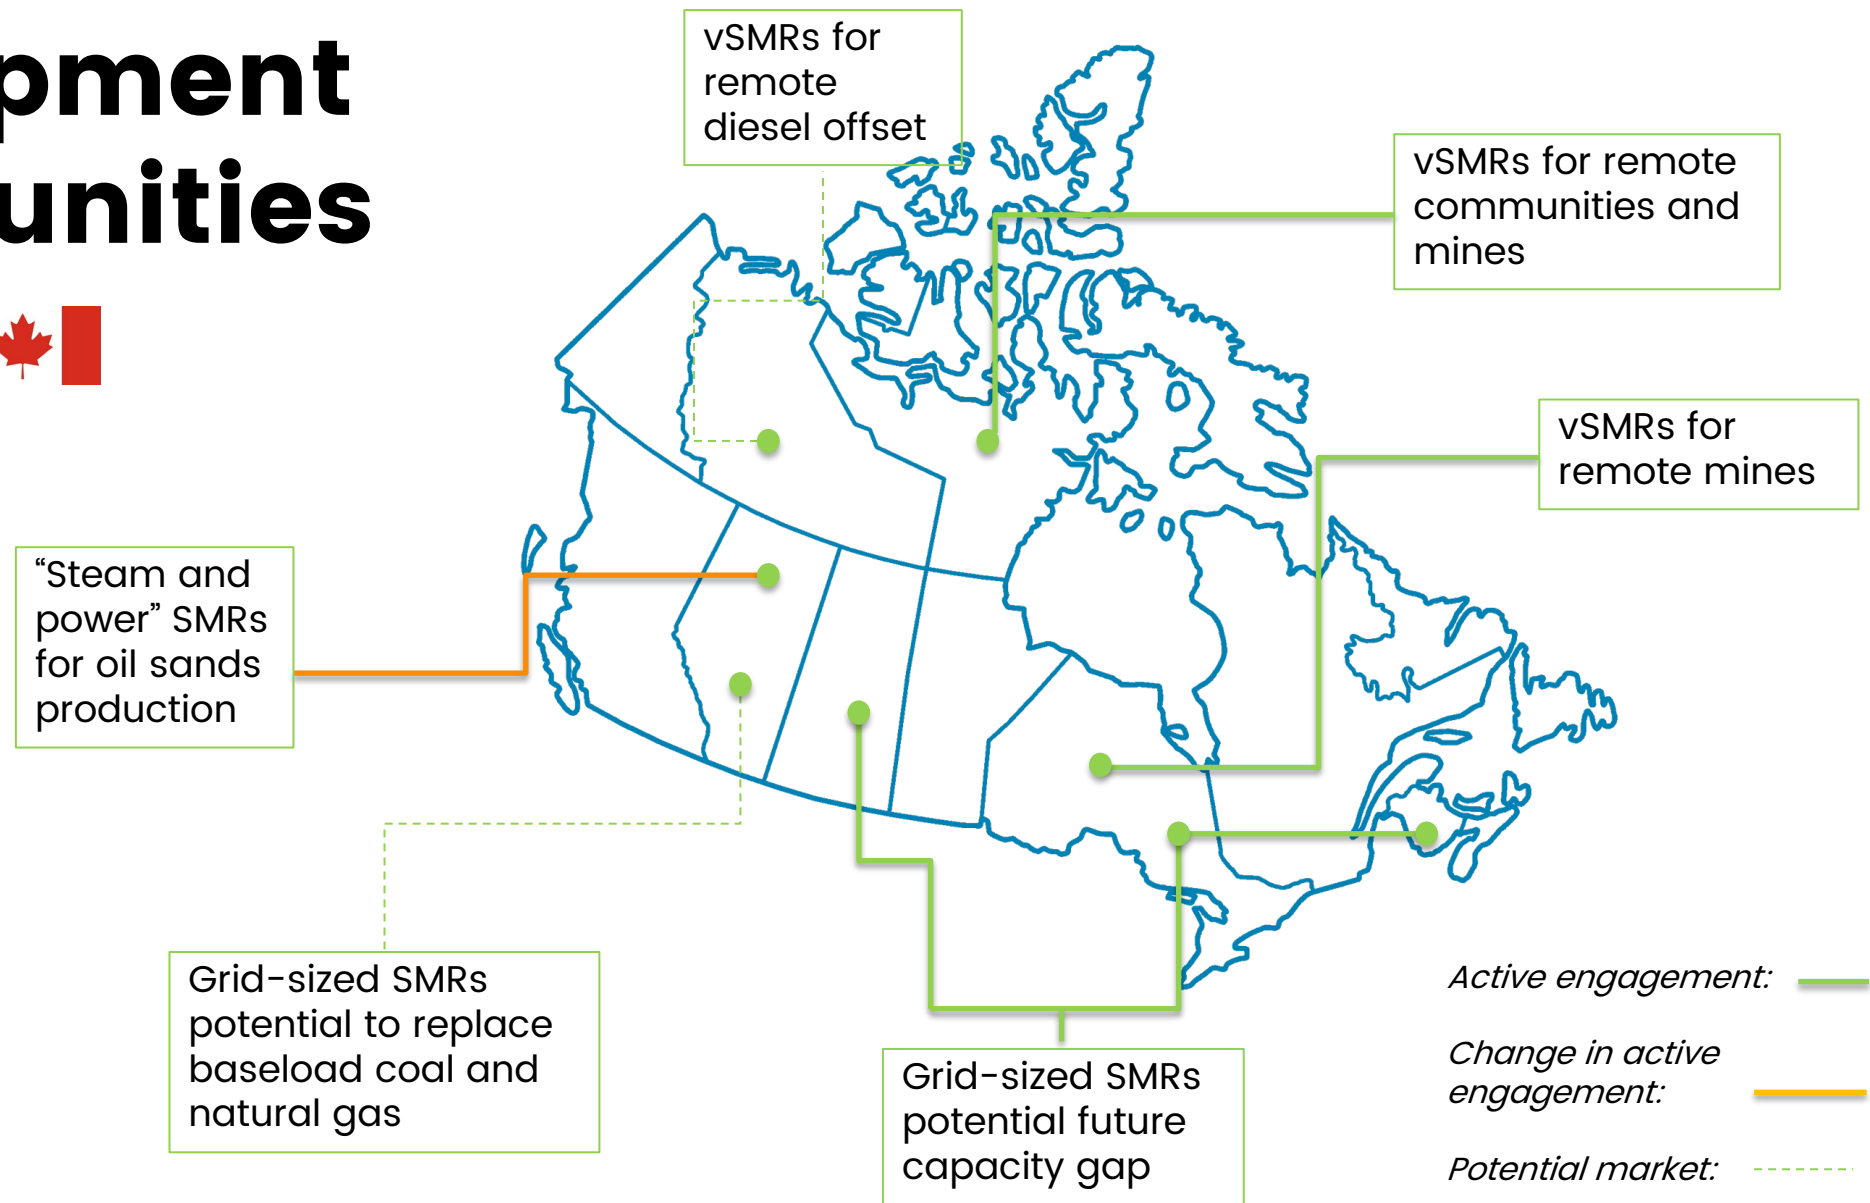 pment
unities
vSMRs for
remote
diesel offset
vSMRs for remote
communities and
mines
vSMRs for
remote mines
“Steam and
power” SMRs
for oil sands
production
Grid-sized SMRs
potential to replace
baseload coal and
natural gas
Grid-sized SMRs
potential future
capacity gap
Active engagement:
Change in active
engagement:
Potential market: